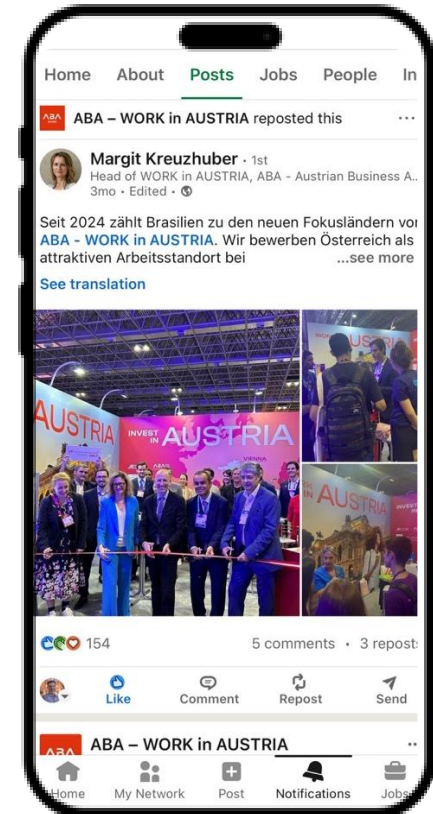 Home About Posts Jobs People In
ABA – WORK in AUSTRIA reposted this
Margit Kreuzhuber · 1st
Head of WORK in AUSTRIA, ABA - Austrian Business A..
3mo · Edited ·
Seit 2024 zählt Brasilien zu den neuen Fokusländern vor
ABA - WORK in AUSTRIA. Wir bewerben Österreich als
attraktiven Arbeitsstandort bei ...see more
See translation
AUSTRIA
INVEST
IN AUSTRIA
VIENNA
AUSTRIA
154 5 comments · 3 reposts
Like Comment Repost Send
ABA
ABA – WORK in AUSTRIA
Home My Network Post Notifications Jobs